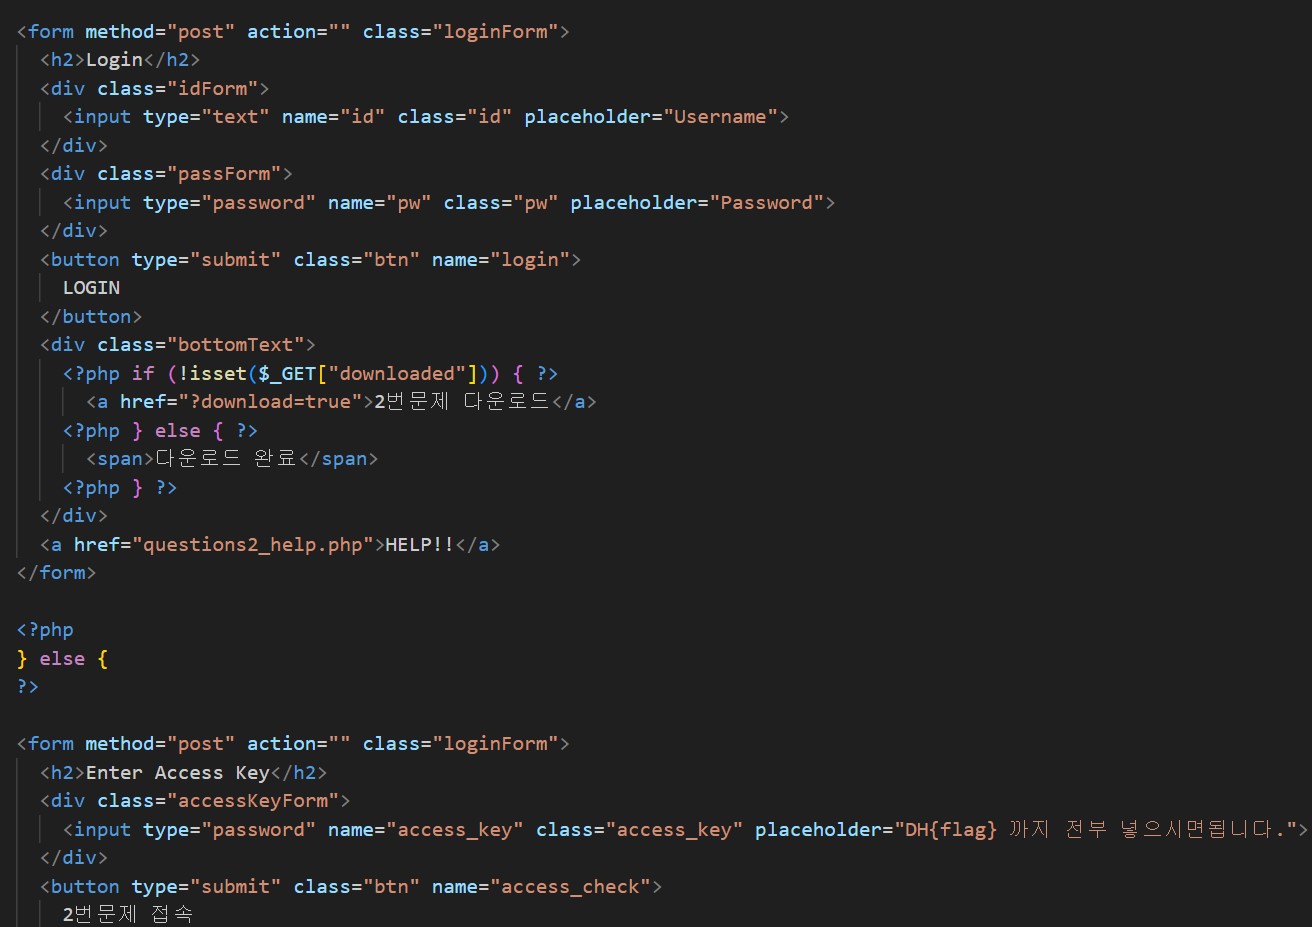 <form method="post" action="" class="loginForm">
<h2>Login</h2>
<div class="idForm">
<input type="text" name="id" class="id" placeholder="Username">
</div>
<div class="passForm">
<input type="password" name="pw" class="pw" placeholder="Password">
</div>
<button type="submit" class="btn" name="login">
LOGIN
</button>
<div class="bottomText">
<?php if (!isset($_GET["downloaded"])) { ?>
<a href="?download=true">2번문제 다운로드</a>
<?php } else { ?>
<span>다운로드 완료</span>
<?php } ?>
</div>
<a href="questions2_help.php">HELP!!</a>
</form>
<?php
} else {
?>
<form method="post" action="" class="loginForm">
<h2>Enter Access Key</h2>
<div class="accessKeyForm">
<input type="password" name="access_key" class="access_key" placeholder="DH{flag} 까지 전부 넣으시면됩니다.">
</div>
<button type="submit" class="btn" name="access_check">
2번문제 접속